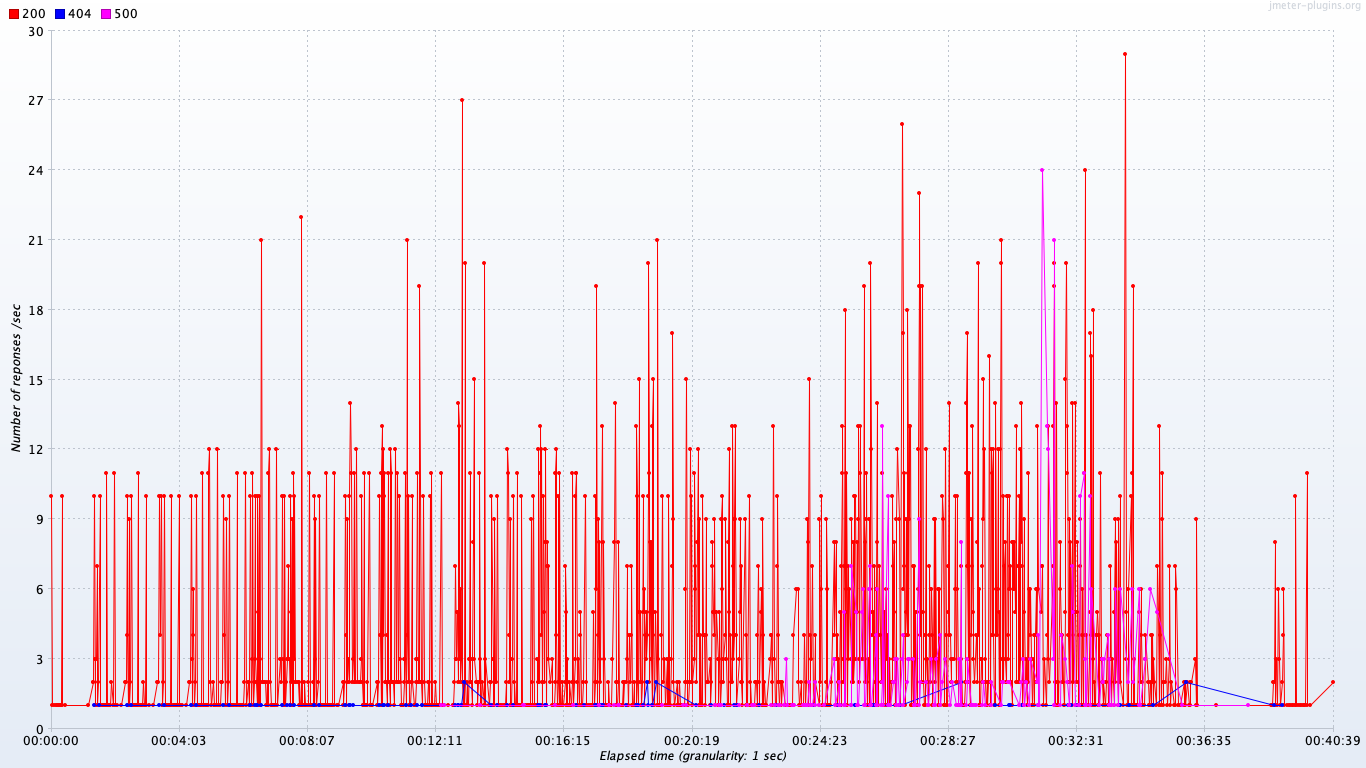 200 404 500
jmeter-plugins.org
30
27
24
21
18
15
12
9
6
3
0
Number of reponses /sec
00:00:00 00:04:03 00:08:07 00:12:11 00:16:15 00:20:19 00:24:23 00:28:27 00:32:31 00:36:35 00:40:39
Elapsed time (granularity: 1 sec)